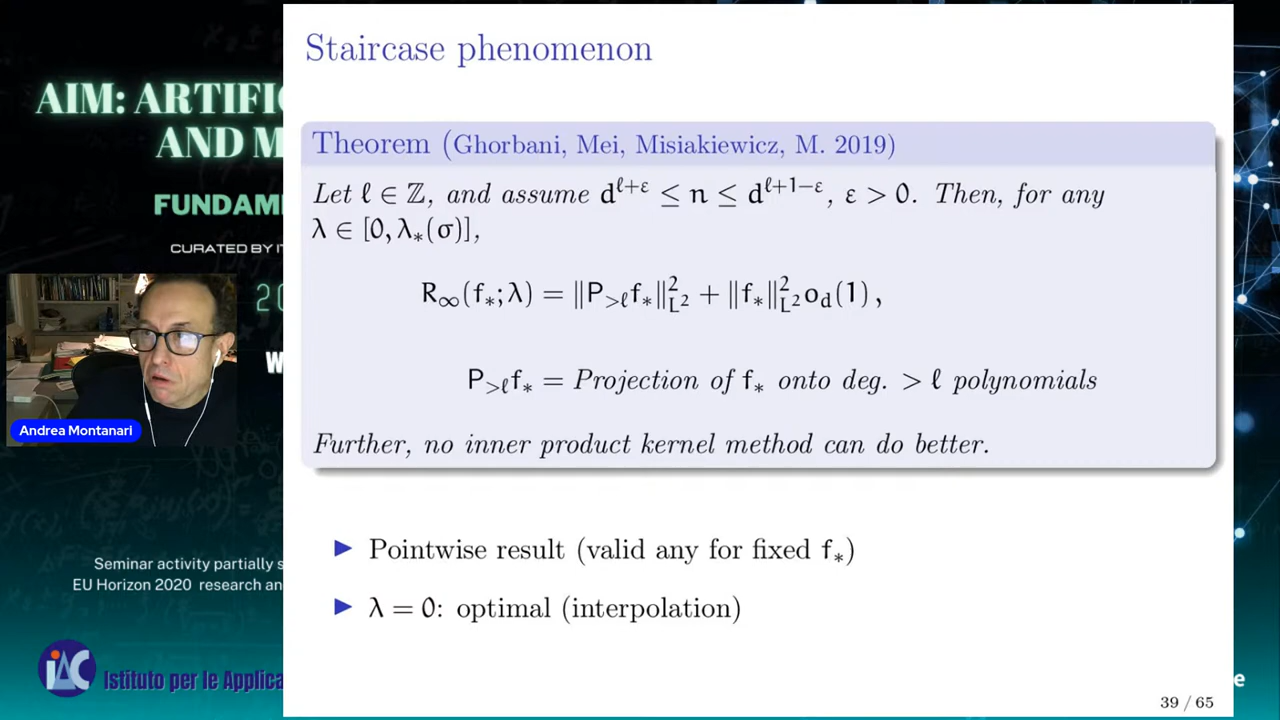 Staircase phenomenon
Theorem (Ghorbani, Mei, Misiakiewicz, M. 2019)
Let ℓ ∈ ℤ, and assume d^{ℓ+ε} ≤ n ≤ d^{ℓ+1−ε}, ε > 0. Then, for any
λ ∈ [0, λ_*(σ)],
R_∞(f_*; λ) = ‖P_{>ℓ}f_*‖²_{L²} + ‖f_*‖²_{L²}o_d(1) ,
P_{>ℓ}f_* = Projection of f_* onto deg. > ℓ polynomials
Further, no inner product kernel method can do better.
▶ Pointwise result (valid any for fixed f_*)
▶ λ = 0: optimal (interpolation)
39 / 65
AIM: ARTIFI
AND M
FUNDAM
CURATED BY
20
W
Andrea Montanari
Seminar activity partially s
EU Horizon 2020 research an
iAC
Istituto per le Applica
e